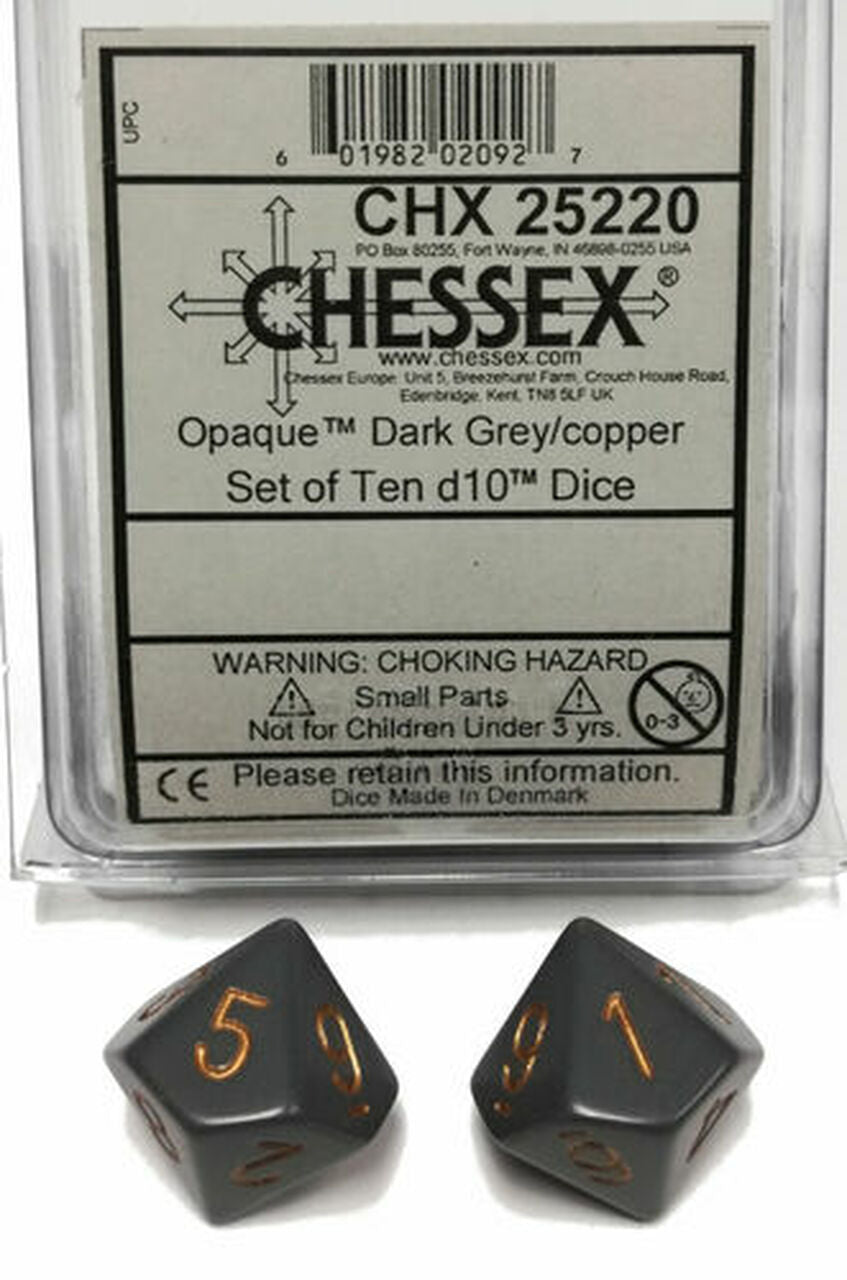 UPC
6 01982 02092 7
CHX 25220
PO Box 80255, Fort Wayne, IN 46898-0255 USA
CHESSEX®
www.chessex.com
Chessex Europe: Unit 5, Breezehurst Farm, Crouch House Road,
Edenbridge, Kent, TN8 5LF UK
Opaque™ Dark Grey/copper
Set of Ten d10™ Dice
WARNING: CHOKING HAZARD
Small Parts
Not for Children Under 3 yrs.
0-3
CE Please retain this information.
Dice Made In Denmark
5 9.
9. 1
2 0